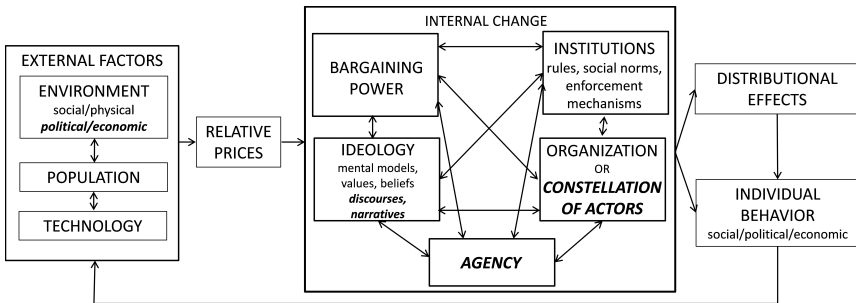 EXTERNAL FACTORS
ENVIRONMENT
social/physical
political/economic
POPULATION
TECHNOLOGY
RELATIVE
PRICES
INTERNAL CHANGE
BARGAINING
POWER
INSTITUTIONS
rules, social norms,
enforcement
mechanisms
IDEOLOGY
mental models,
values, beliefs
discourses,
narratives
ORGANIZATION
OR
CONSTELLATION
OF ACTORS
AGENCY
DISTRIBUTIONAL
EFFECTS
INDIVIDUAL
BEHAVIOR
social/political/economic